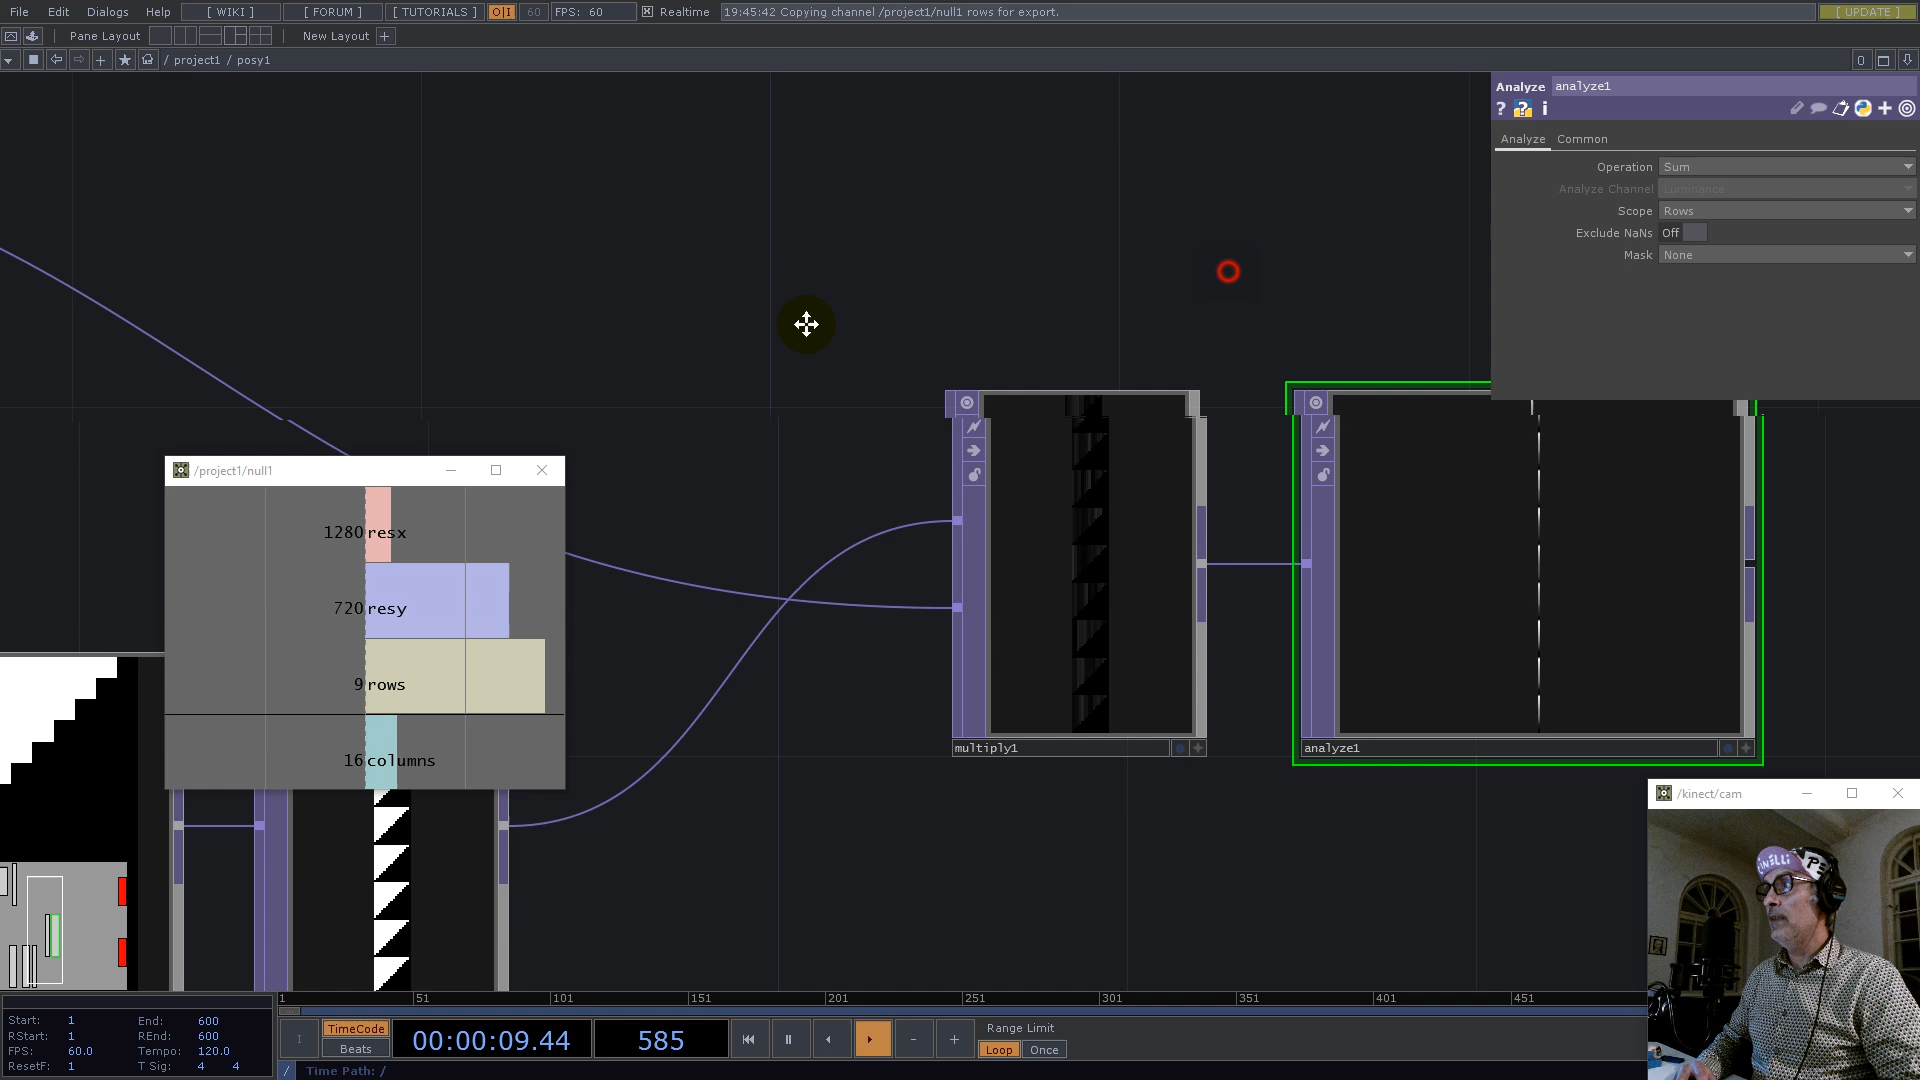 File Edit Dialogs Help [ WIKI ] [ FORUM ] [ TUTORIALS ] O|I 60 FPS: 60 Realtime 19:45:42 Copying channel /project1/null1 rows for export. [ UPDATE ]
Pane Layout New Layout +
/ project1 / posy1 0
Analyze analyze1
? ? i
Analyze Common
Operation Sum
Analyze Channel Luminance
Scope Rows
Exclude NaNs Off
Mask None
/project1/null1
1280 resx
720 resy
9 rows
16 columns
multiply1
analyze1
/kinect/cam
CINELLI
1 51 101 151 201 251 301 351 401 451
Start: 1 End: 600
RStart: 1 REnd: 600
FPS: 60.0 Tempo: 120.0
ResetF: 1 T Sig: 4 4
I TimeCode Beats
00:00:09.44 585
- +
Range Limit
Loop Once
/ Time Path: /